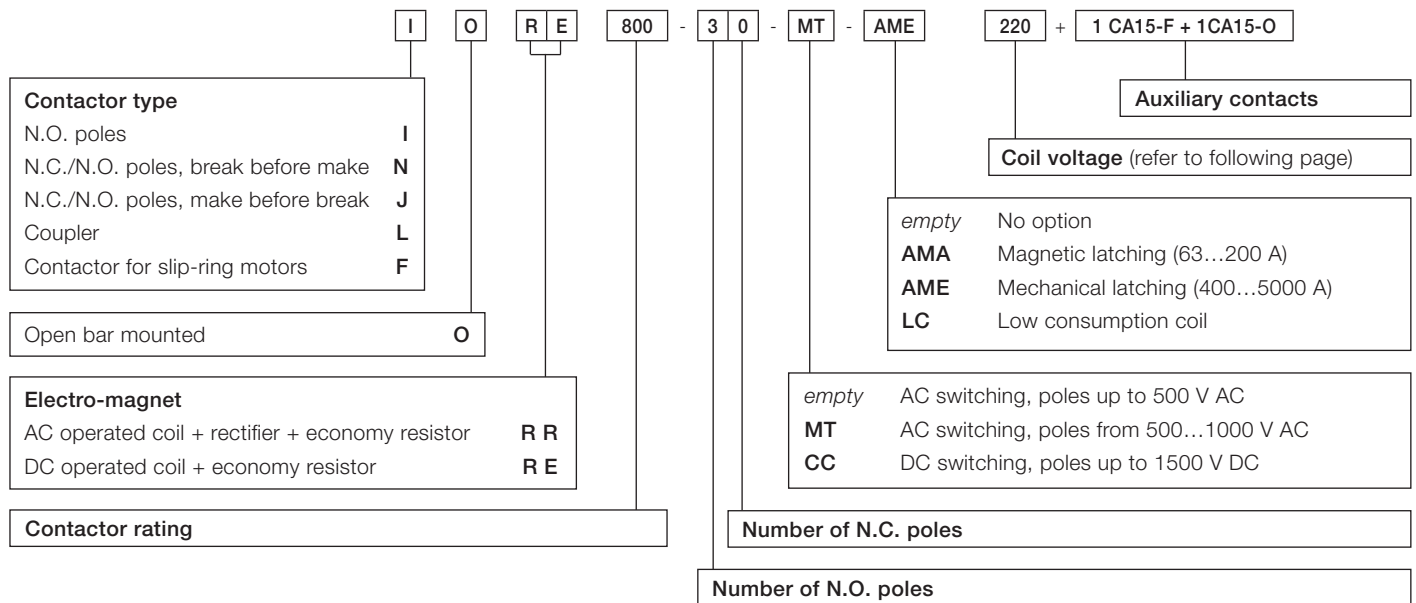 I O R E 800 - 3 0 - MT - AME 220 + 1 CA15-F + 1CA15-O
Contactor type
N.O. poles I
N.C./N.O. poles, break before make N
N.C./N.O. poles, make before break J
Coupler L
Contactor for slip-ring motors F
Open bar mounted O
Electro-magnet
AC operated coil + rectifier + economy resistor R R
DC operated coil + economy resistor R E
Contactor rating
Auxiliary contacts
Coil voltage (refer to following page)
empty No option
AMA Magnetic latching (63…200 A)
AME Mechanical latching (400…5000 A)
LC Low consumption coil
empty AC switching, poles up to 500 V AC
MT AC switching, poles from 500…1000 V AC
CC DC switching, poles up to 1500 V DC
Number of N.C. poles
Number of N.O. poles